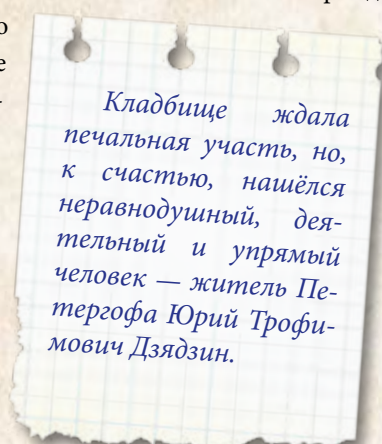 Кладбище ждала
печальная участь, но,
к счастью, нашёлся
неравнодушный, дея-
тельный и упрямый
человек — житель Пе-
тергофа Юрий Трофи-
мович Дзядзин.